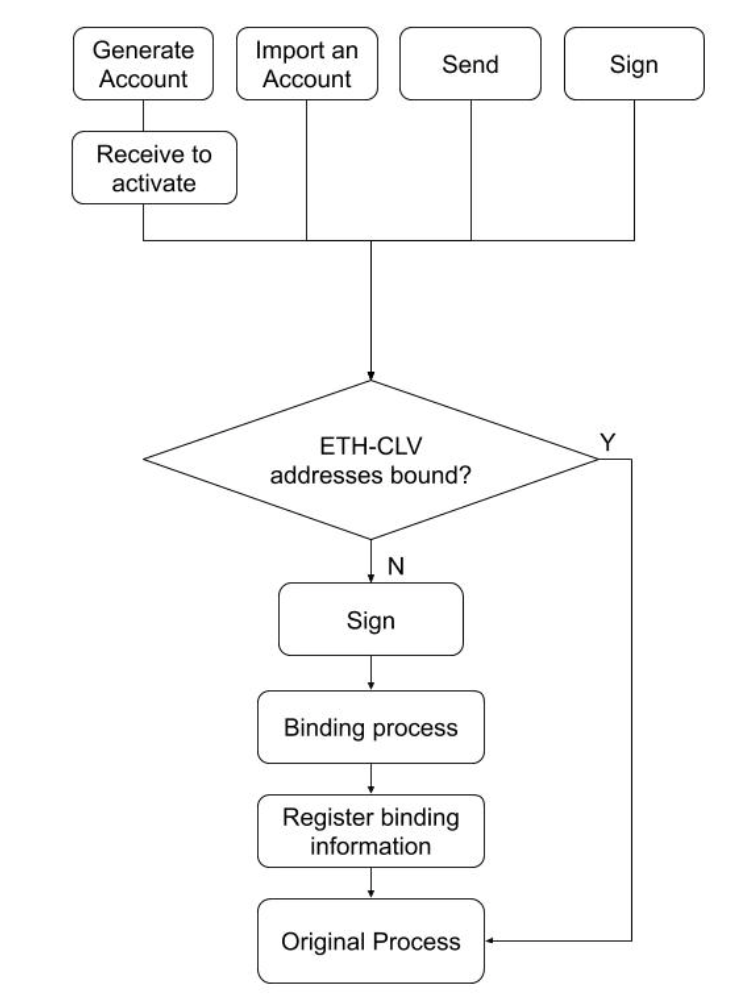 Generate
Account
Import an
Account
Send
Sign
Receive to
activate
ETH-CLV
addresses bound?
Y
N
Sign
Binding process
Register binding
information
Original Process